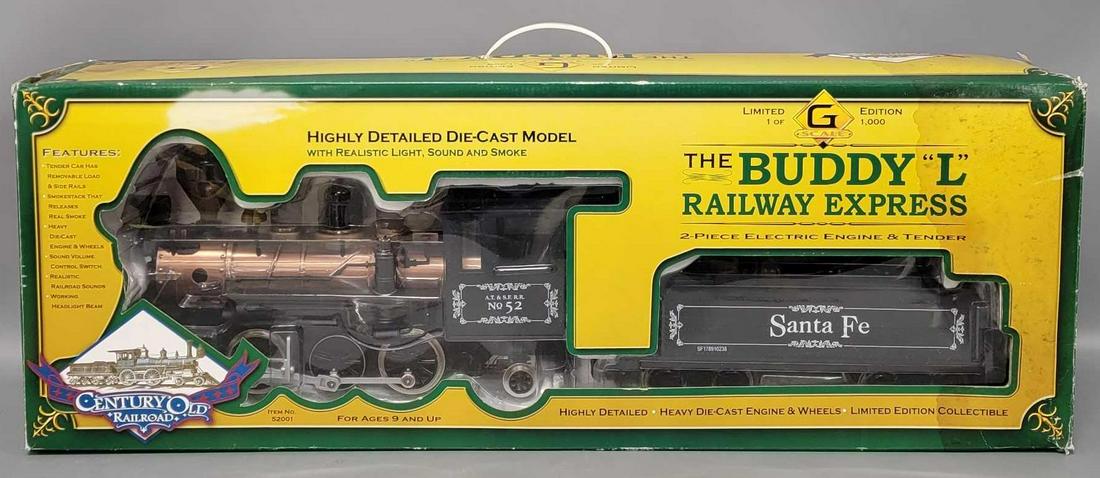 LIMITED G EDITION
1 OF SCALE 1,000
HIGHLY DETAILED DIE-CAST MODEL
WITH REALISTIC LIGHT, SOUND AND SMOKE
THE BUDDY "L"
RAILWAY EXPRESS
2-PIECE ELECTRIC ENGINE & TENDER
FEATURES:
• TENDER CAR HAS
REMOVABLE LOAD
& SIDE RAILS
• SMOKESTACK THAT
RELEASES
REAL SMOKE
• HEAVY
DIE-CAST
ENGINE & WHEELS
• SOUND VOLUME
CONTROL SWITCH
• REALISTIC
RAILROAD SOUNDS
• WORKING
HEADLIGHT BEAM
A.T. & S.F. R.R.
No 52
Santa Fe
SF178910238
CENTURY OLD
RAILROAD
ITEM NO.
52001
FOR AGES 9 AND UP
HIGHLY DETAILED • HEAVY DIE-CAST ENGINE & WHEELS • LIMITED EDITION COLLECTIBLE